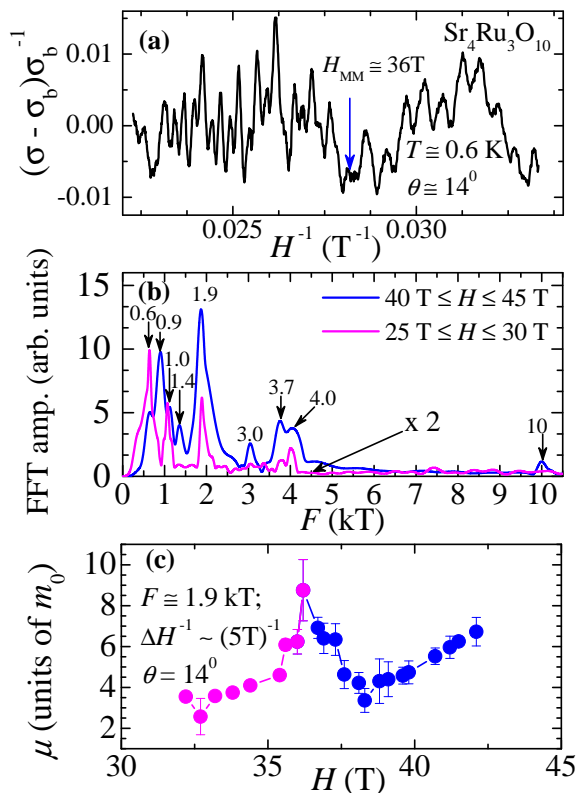 (a)
Sr₄Ru₃O₁₀
H_MM ≅ 36T
T ≅ 0.6 K
θ ≅ 14⁰
(σ - σ_b)σ_b⁻¹
0.01
0.00
-0.01
0.025
0.030
H⁻¹ (T⁻¹)
(b)
1.9
40 T ≤ H ≤ 45 T
25 T ≤ H ≤ 30 T
0.6
0.9
1.0
1.4
3.0
3.7
4.0
x 2
10
FFT amp. (arb. units)
15
10
5
0
0 1 2 3 4 5 6 7 8 9 10
F (kT)
(c)
F ≅ 1.9 kT;
ΔH⁻¹ ~ (5T)⁻¹
θ = 14⁰
μ (units of m₀)
10
8
6
4
2
30 35 40 45
H (T)